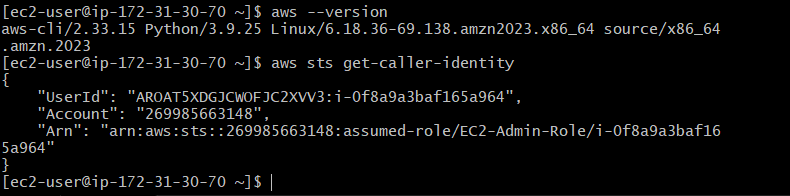 [ec2-user@ip-172-31-30-70 ~]$ aws --version
aws-cli/2.33.15 Python/3.9.25 Linux/6.18.36-69.138.amzn2023.x86_64 source/x86_64
.amzn.2023
[ec2-user@ip-172-31-30-70 ~]$ aws sts get-caller-identity
{
    "UserId": "AROAT5XDGJCWOFJC2XVV3:i-0f8a9a3baf165a964",
    "Account": "269985663148",
    "Arn": "arn:aws:sts::269985663148:assumed-role/EC2-Admin-Role/i-0f8a9a3baf16
5a964"
}
[ec2-user@ip-172-31-30-70 ~]$